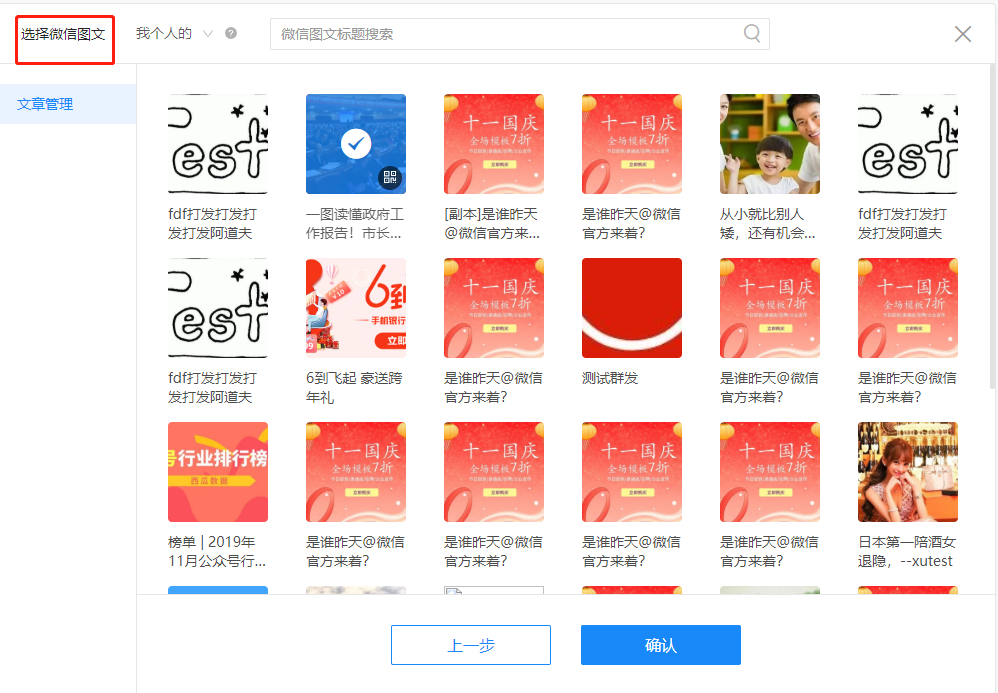 选择微信图文
我个人的
?
微信图文标题搜索
文章管理
est
十一国庆
全场模板7折
立即购买
十一国庆
全场模板7折
立即购买
est
fdf打发打发打
发打发阿道夫
一图读懂政府工
作报告！市长...
[副本]是谁昨天
@微信官方来...
是谁昨天@微信
官方来着?
从小就比别人
矮，还有机会...
fdf打发打发打
发打发阿道夫
est
6到
手机银行
立即
十一国庆
全场模板7折
立即购买
十一国庆
全场模板7折
立即购买
十一国庆
全场模板7折
立即购买
fdf打发打发打
发打发阿道夫
6到飞起 豪送跨
年礼
是谁昨天@微信
官方来着?
测试群发
是谁昨天@微信
官方来着?
是谁昨天@微信
官方来着?
号行业排行榜
西瓜数据
十一国庆
全场模板7折
立即购买
十一国庆
全场模板7折
立即购买
十一国庆
全场模板7折
立即购买
十一国庆
全场模板7折
立即购买
榜单 | 2019年
11月公众号行...
是谁昨天@微信
官方来着?
是谁昨天@微信
官方来着?
是谁昨天@微信
官方来着?
是谁昨天@微信
官方来着?
日本第一陪酒女
退隐，--xutest
上一步
确认